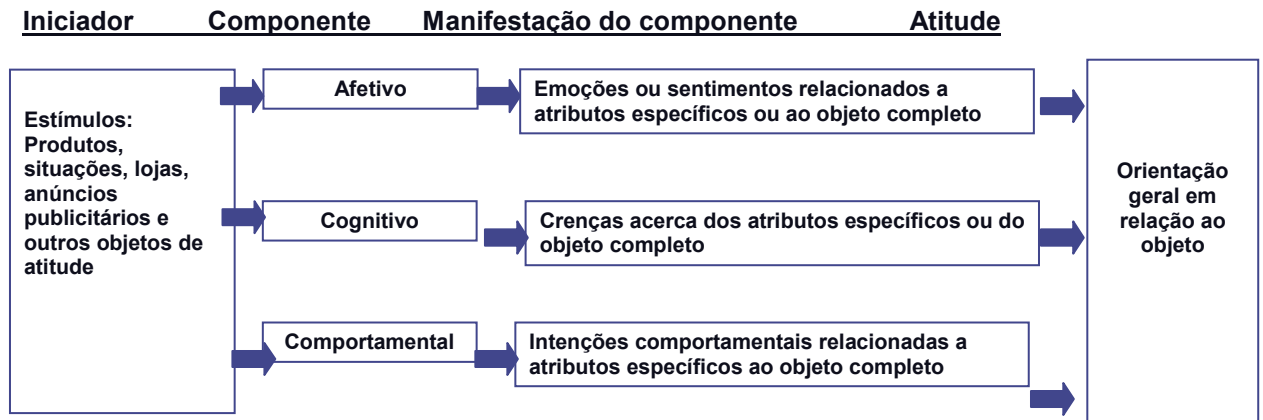 Iniciador Componente Manifestação do componente Atitude
Estímulos:
Produtos,
situações, lojas,
anúncios
publicitários e
outros objetos de
atitude
Afetivo
Emoções ou sentimentos relacionados a
atributos específicos ou ao objeto completo
Cognitivo
Crenças acerca dos atributos específicos ou do
objeto completo
Comportamental
Intenções comportamentais relacionadas a
atributos específicos ao objeto completo
Orientação
geral em
relação ao
objeto